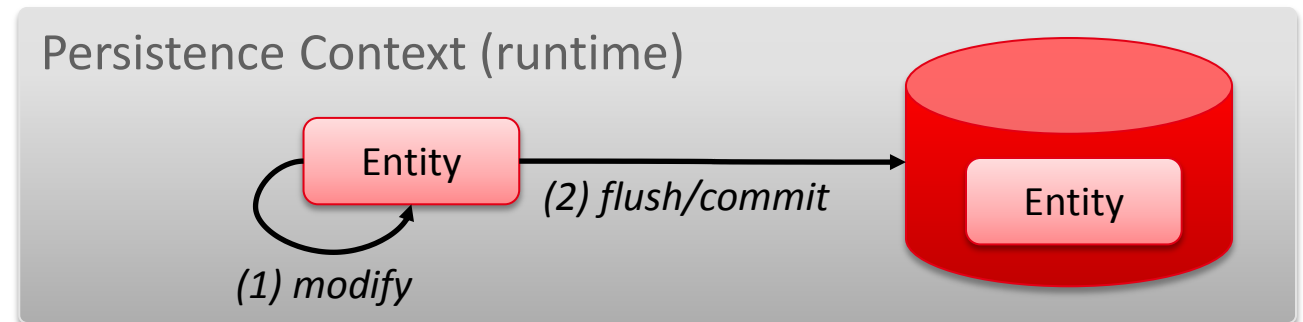 Persistence Context (runtime)
Entity
(2) flush/commit
Entity
(1) modify